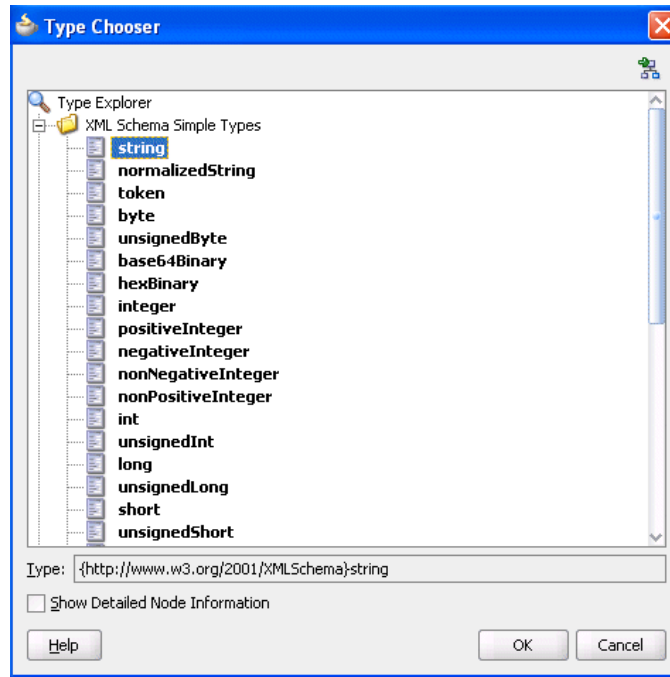 Type Chooser
Type Explorer
XML Schema Simple Types
string
normalizedString
token
byte
unsignedByte
base64Binary
hexBinary
integer
positiveInteger
negativeInteger
nonNegativeInteger
nonPositiveInteger
int
unsignedInt
long
unsignedLong
short
unsignedShort
Type: {http://www.w3.org/2001/XMLSchema}string
Show Detailed Node Information
Help OK Cancel